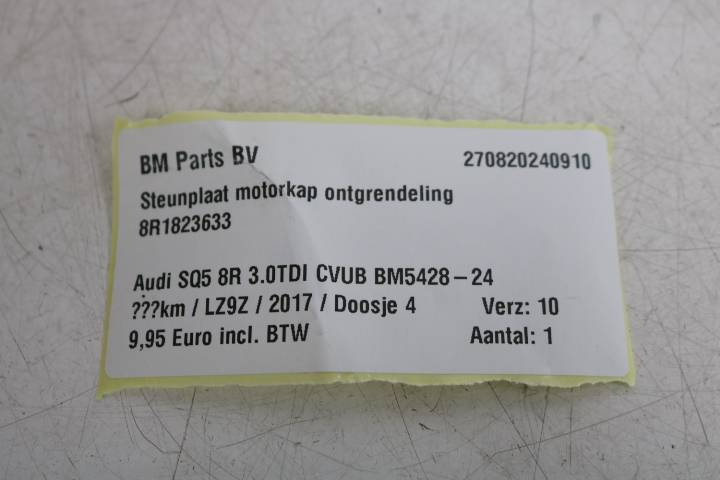 BM Parts BV 270820240910
Steunplaat motorkap ontgrendeling
8R1823633
Audi SQ5 8R 3.0TDI CVUB BM5428-24
???km / LZ9Z / 2017 / Doosje 4 Verz: 10
9,95 Euro incl. BTW Aantal: 1